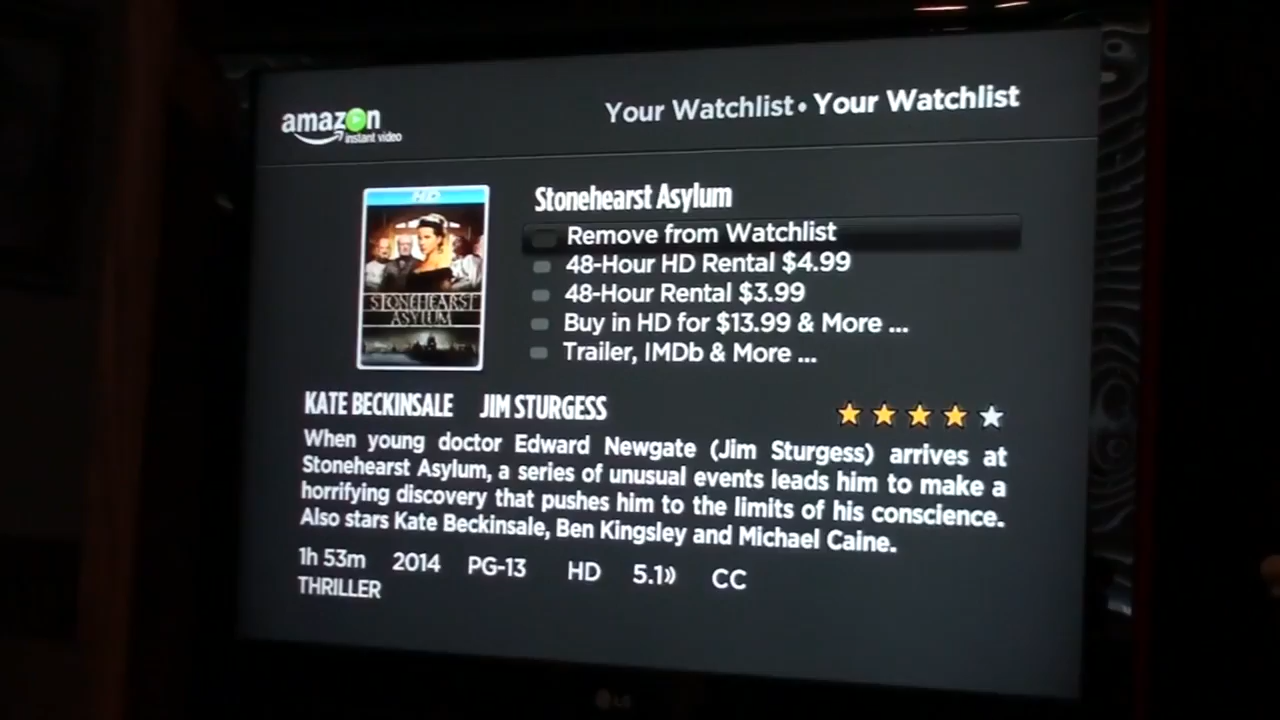 amazon
instant video
Your Watchlist • Your Watchlist
Stonehearst Asylum
Remove from Watchlist
48-Hour HD Rental $4.99
48-Hour Rental $3.99
Buy in HD for $13.99 & More ...
Trailer, IMDb & More ...
STONEHEARST
ASYLUM
KATE BECKINSALE JIM STURGESS
When young doctor Edward Newgate (Jim Sturgess) arrives at
Stonehearst Asylum, a series of unusual events leads him to make a
horrifying discovery that pushes him to the limits of his conscience.
Also stars Kate Beckinsale, Ben Kingsley and Michael Caine.
1h 53m 2014 PG-13 HD 5.1 CC
THRILLER
LG